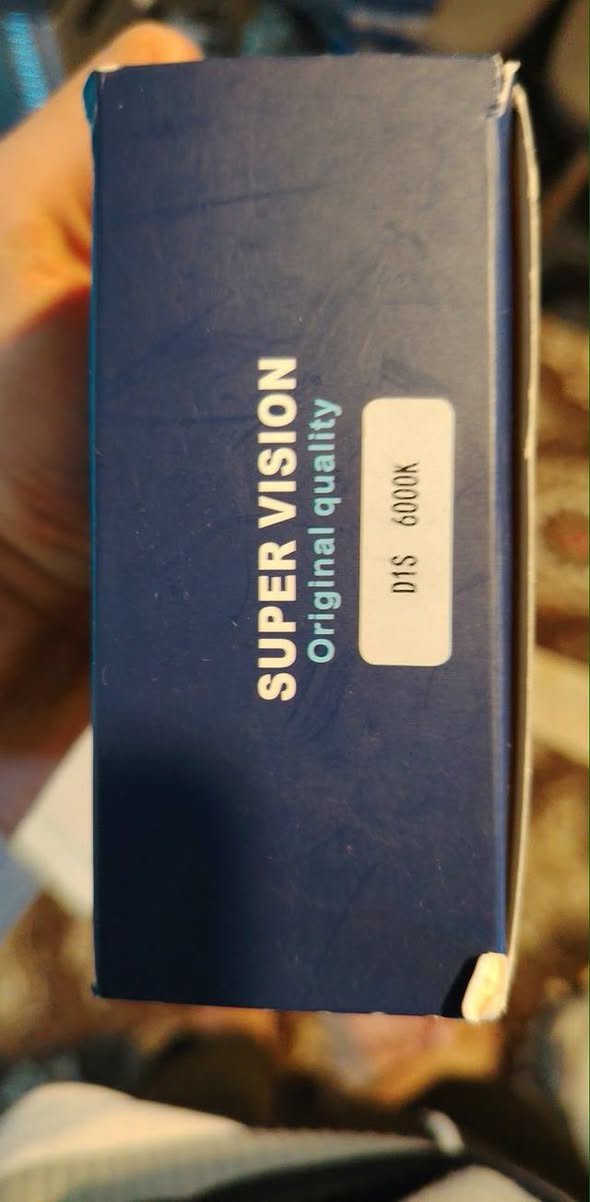 SUPER VISION
Original quality
D1S 6000K